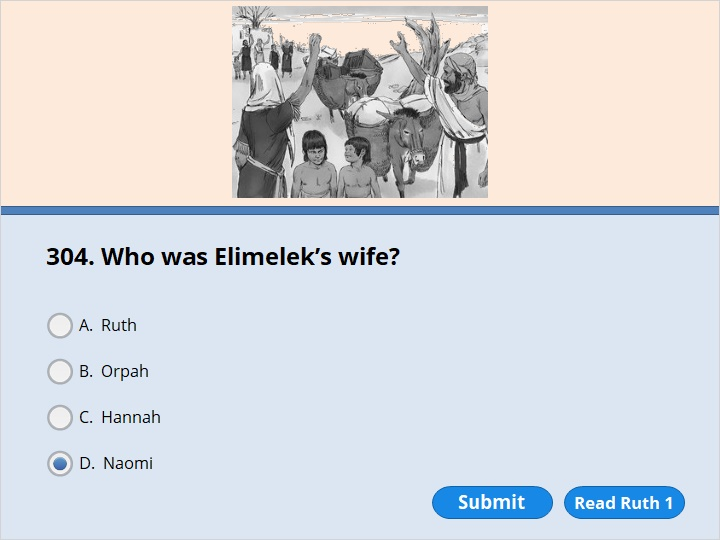 304. Who was Elimelek’s wife?
A. Ruth
B. Orpah
C. Hannah
D. Naomi
Submit
Read Ruth 1